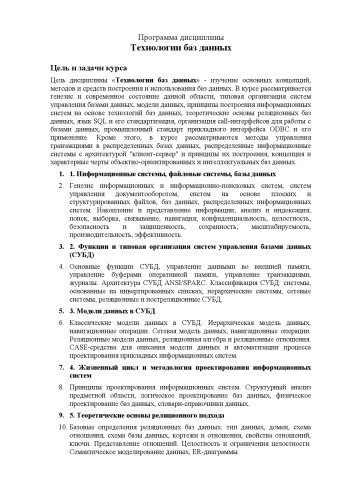 Программа дисциплины
Технологии баз данных
Цель и задачи курса
Цель дисциплины «Технологии баз данных» - изучение основных концепций,
методов и средств построения и использования баз данных. В курсе рассматривается
генезис и современное состояние данной области, типовая организация систем
управления базами данных, модели данных, принципы построения информационных
систем на основе технологий баз данных, теоретические основы реляционных баз
данных, язык SQL и его стандартизация, организация call-интерфейсов для работы с
базами данных, промышленный стандарт прикладного интерфейса ODBC и его
применение. Кроме этого, в курсе рассматриваются методы управления
транзакциями в распределенных базах данных, распределенные информационные
системы с архитектурой "клиент-сервер" и принципы их построения, концепция и
характерные черты объектно-ориентированных и интеллектуальных баз данных.
1. 1. Информационные системы, файловые системы, базы данных
2. Генезис информационных и информационно-поисковых систем, систем
управления документооборотом, систем на основе плоских и
структурированных файлов, баз данных, распределенных информационных
систем. Накопление и представление информации, анализ и индексация,
поиск, выборка, связывание, навигация, конфиденциальность, целостность,
безопасность и защищенность, сохранность, масштабируемость,
производительность, эффективность.
3. 2. Функции и типовая организация систем управления базами данных
(СУБД)
4. Основные функции СУБД, управление данными во внешней памяти,
управление буферами оперативной памяти, управление транзакциями,
журналы. Архитектура СУБД ANSI/SPARC. Классификация СУБД: системы,
основанные на инвертированных списках, иерархические системы, сетевые
системы, реляционные и постреляционные СУБД.
5. 3. Модели данных в СУБД
6. Классические модели данных в СУБД. Иерархическая модель данных,
навигационные операции. Сетевая модель данных, навигационные операции.
Реляционные модели данных, реляционная алгебра и реляционные отношения.
CASE-средства для описания модели данных и автоматизации процесса
проектирования прикладных информационных систем.
7. 4. Жизненный цикл и методология проектирования информационных
систем
8. Принципы проектирования информационных систем. Структурный анализ
предметной области, логическое проектирование баз данных, физическое
проектирование баз данных, словари-справочники данных.
9. 5. Теоретические основы реляционного подхода
10. Базовые определения реляционных баз данных: тип данных, домен, схема
отношения, схема базы данных, кортежи и отношения, свойства отношений,
ключи. Представление отношений. Целостность и ограничения целостности.
Семантическое моделирование данных, ER-диаграммы.